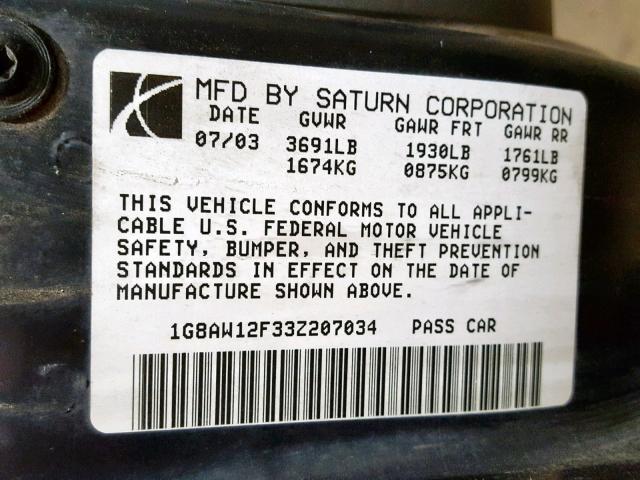 MFD BY SATURN CORPORATION
DATE GVWR GAWR FRT GAWR RR
07/03 3691LB 1930LB 1761LB
1674KG 0875KG 0799KG
THIS VEHICLE CONFORMS TO ALL APPLI-
CABLE U.S. FEDERAL MOTOR VEHICLE
SAFETY, BUMPER, AND THEFT PREVENTION
STANDARDS IN EFFECT ON THE DATE OF
MANUFACTURE SHOWN ABOVE.
1G8AW12F33Z207034 PASS CAR